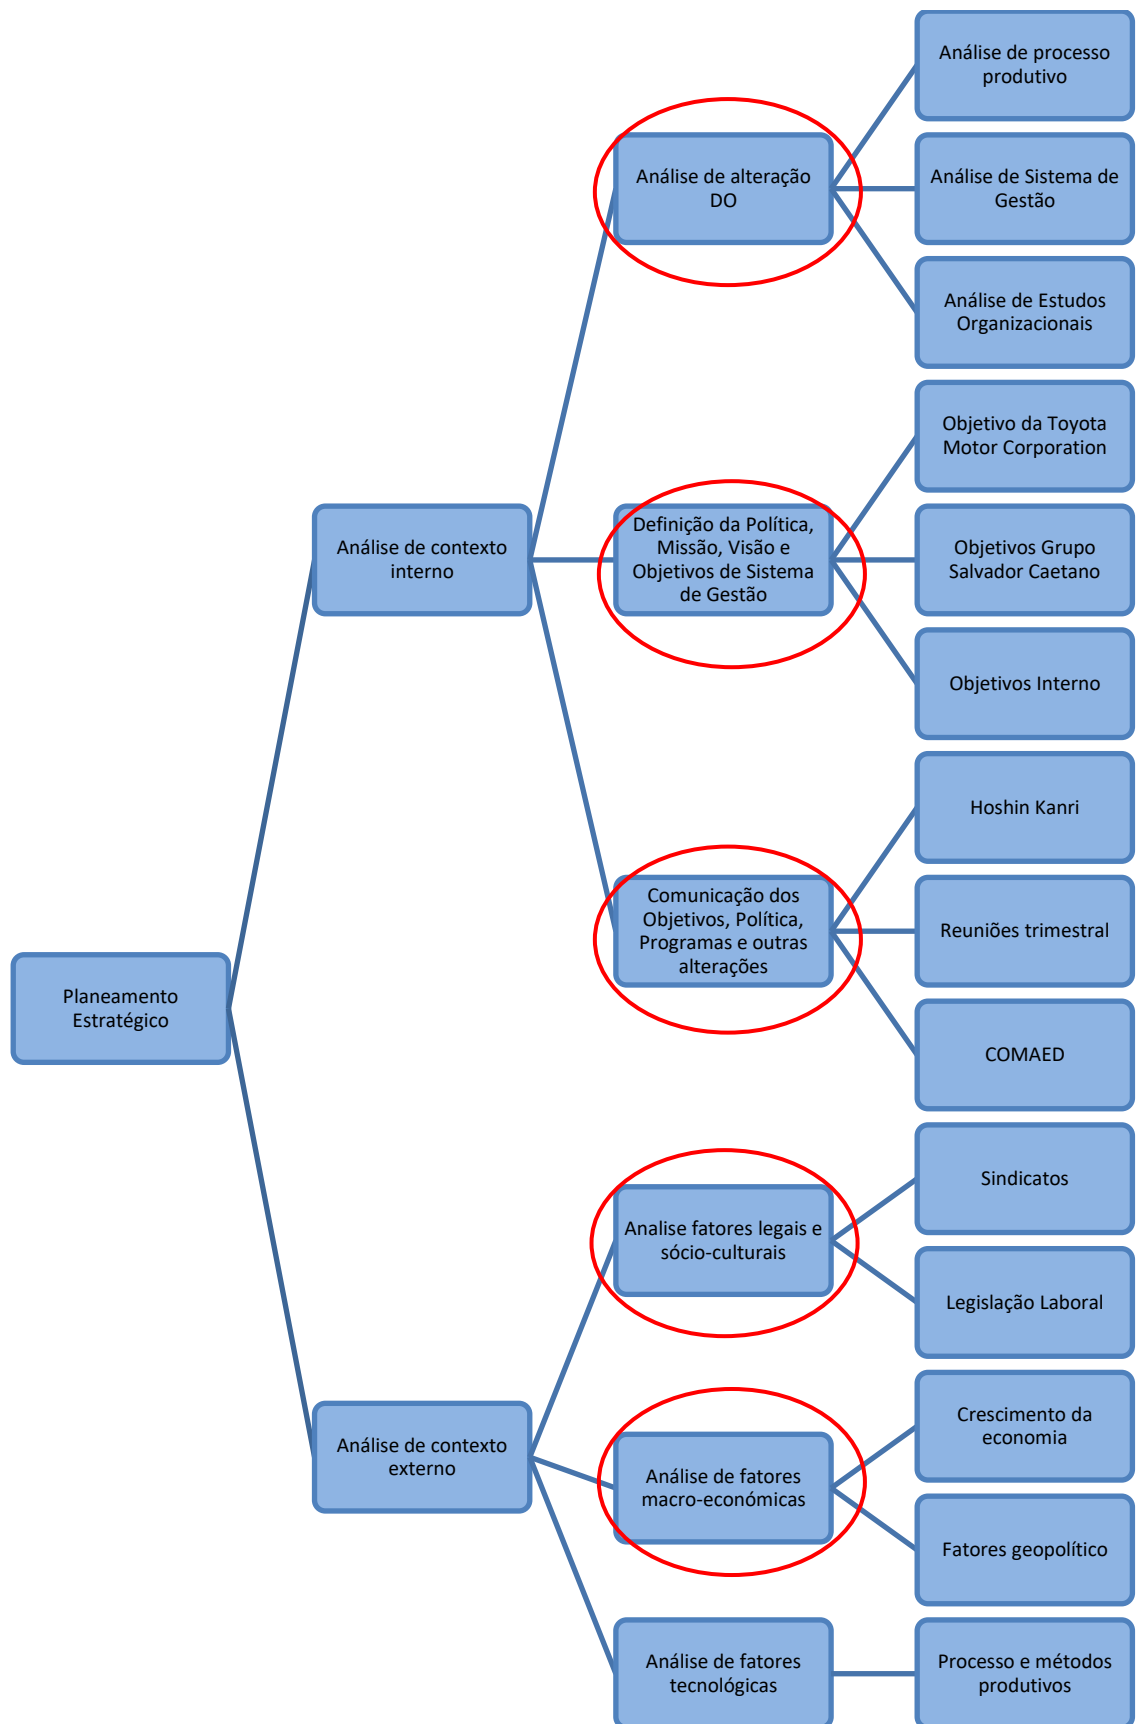 Planeamento
Estratégico
Análise de contexto
interno
Análise de alteração
DO
Análise de processo
produtivo
Análise de Sistema de
Gestão
Análise de Estudos
Organizacionais
Definição da Política,
Missão, Visão e
Objetivos de Sistema
de Gestão
Objetivo da Toyota
Motor Corporation
Objetivos Grupo
Salvador Caetano
Objetivos Interno
Comunicação dos
Objetivos, Política,
Programas e outras
alterações
Hoshin Kanri
Reuniões trimestral
COMAED
Análise de contexto
externo
Analise fatores legais e
sócio-culturais
Sindicatos
Legislação Laboral
Análise de fatores
macro-económicas
Crescimento da
economia
Fatores geopolítico
Análise de fatores
tecnológicas
Processo e métodos
produtivos